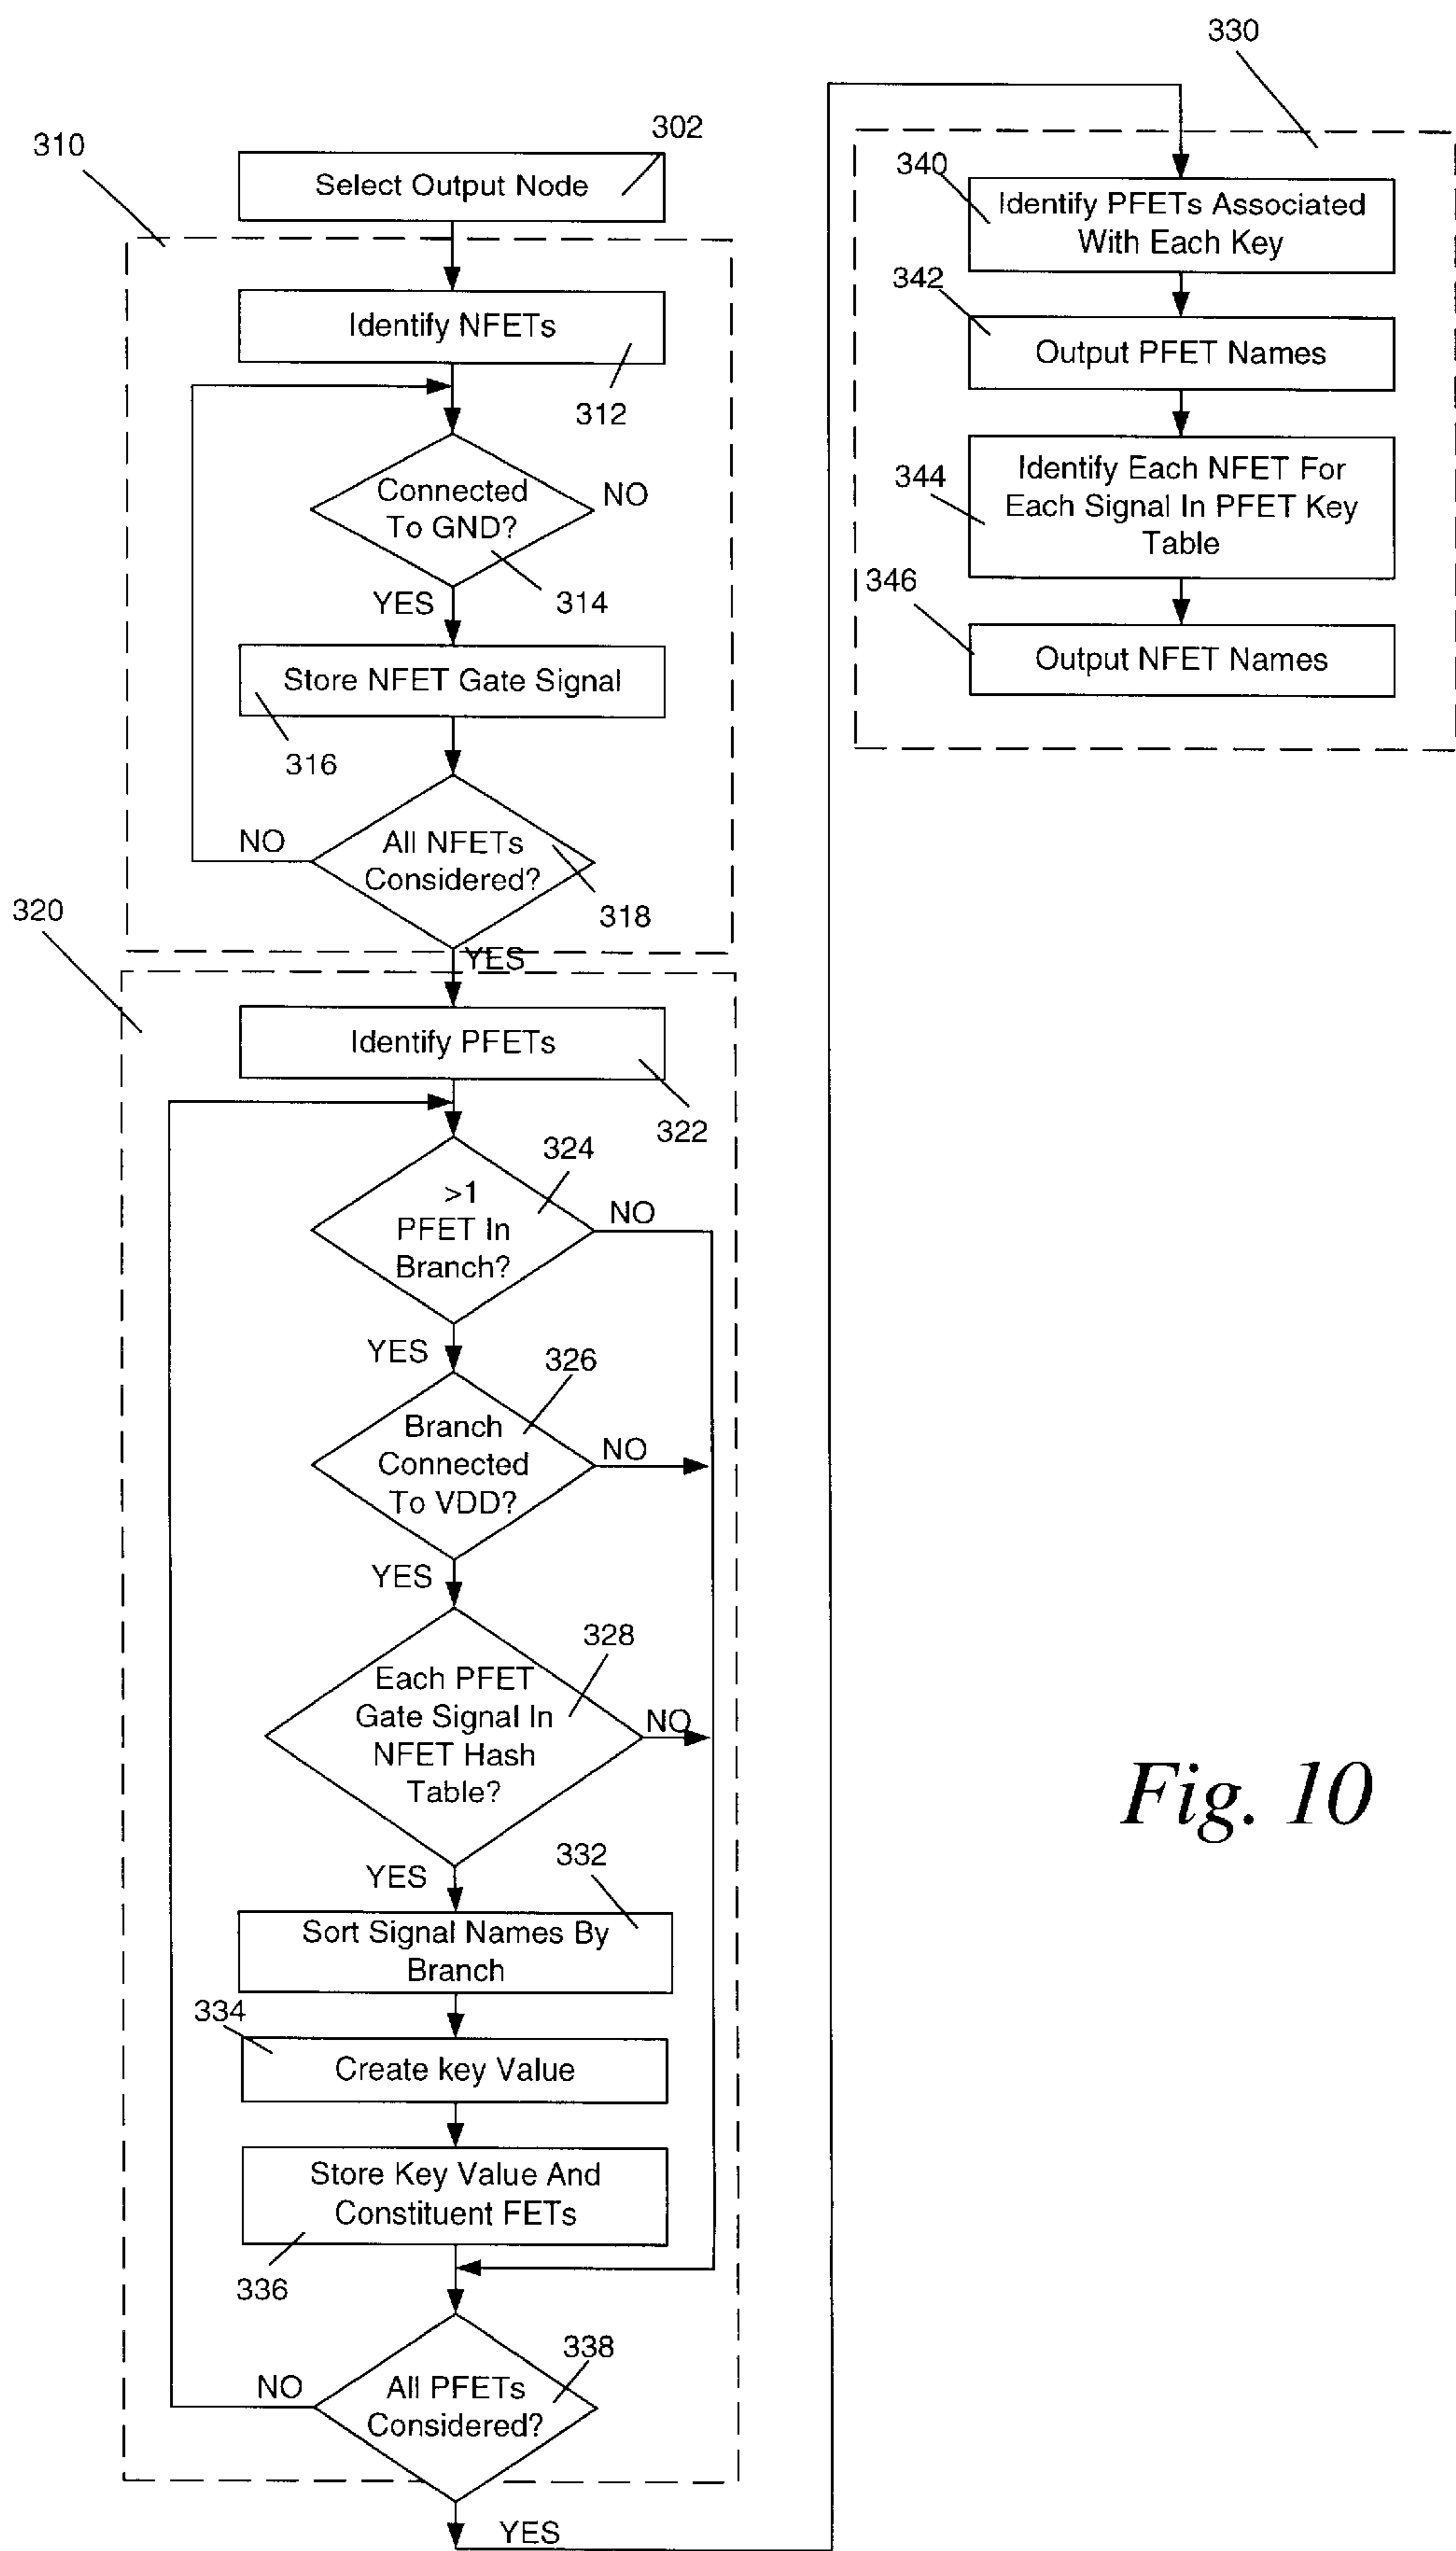 302
310
Select Output Node
Identify NFETs
312
Connected
To GND?
NO
314
YES
Store NFET Gate Signal
316
All NFETs
Considered?
NO
318
YES
320
Identify PFETs
322
324
>1
PFET In
Branch?
NO
YES
326
Branch
Connected
To VDD?
NO
YES
328
Each PFET
Gate Signal In
NFET Hash
Table?
NO
YES
332
Sort Signal Names By
Branch
334
Create key Value
Store Key Value And
Constituent FETs
336
338
All PFETs
Considered?
NO
YES
330
340
Identify PFETs Associated
With Each Key
342
Output PFET Names
344
Identify Each NFET For
Each Signal In PFET Key
Table
346
Output NFET Names
Fig. 10